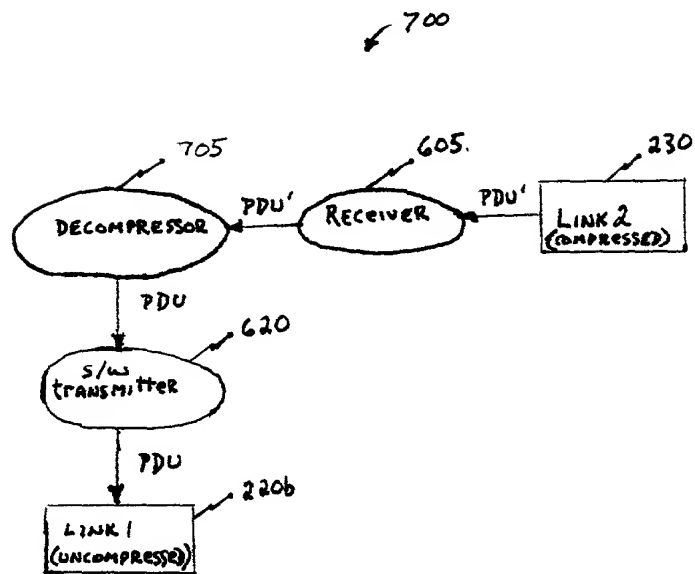 700
705
605.
230
DECOMPRESSOR
PDU'
RECEIVER
PDU'
LINK 2
(COMPRESSED)
PDU
620
S/W
transmitter
PDU
220b
LINK 1
(UNCOMPRESSED)